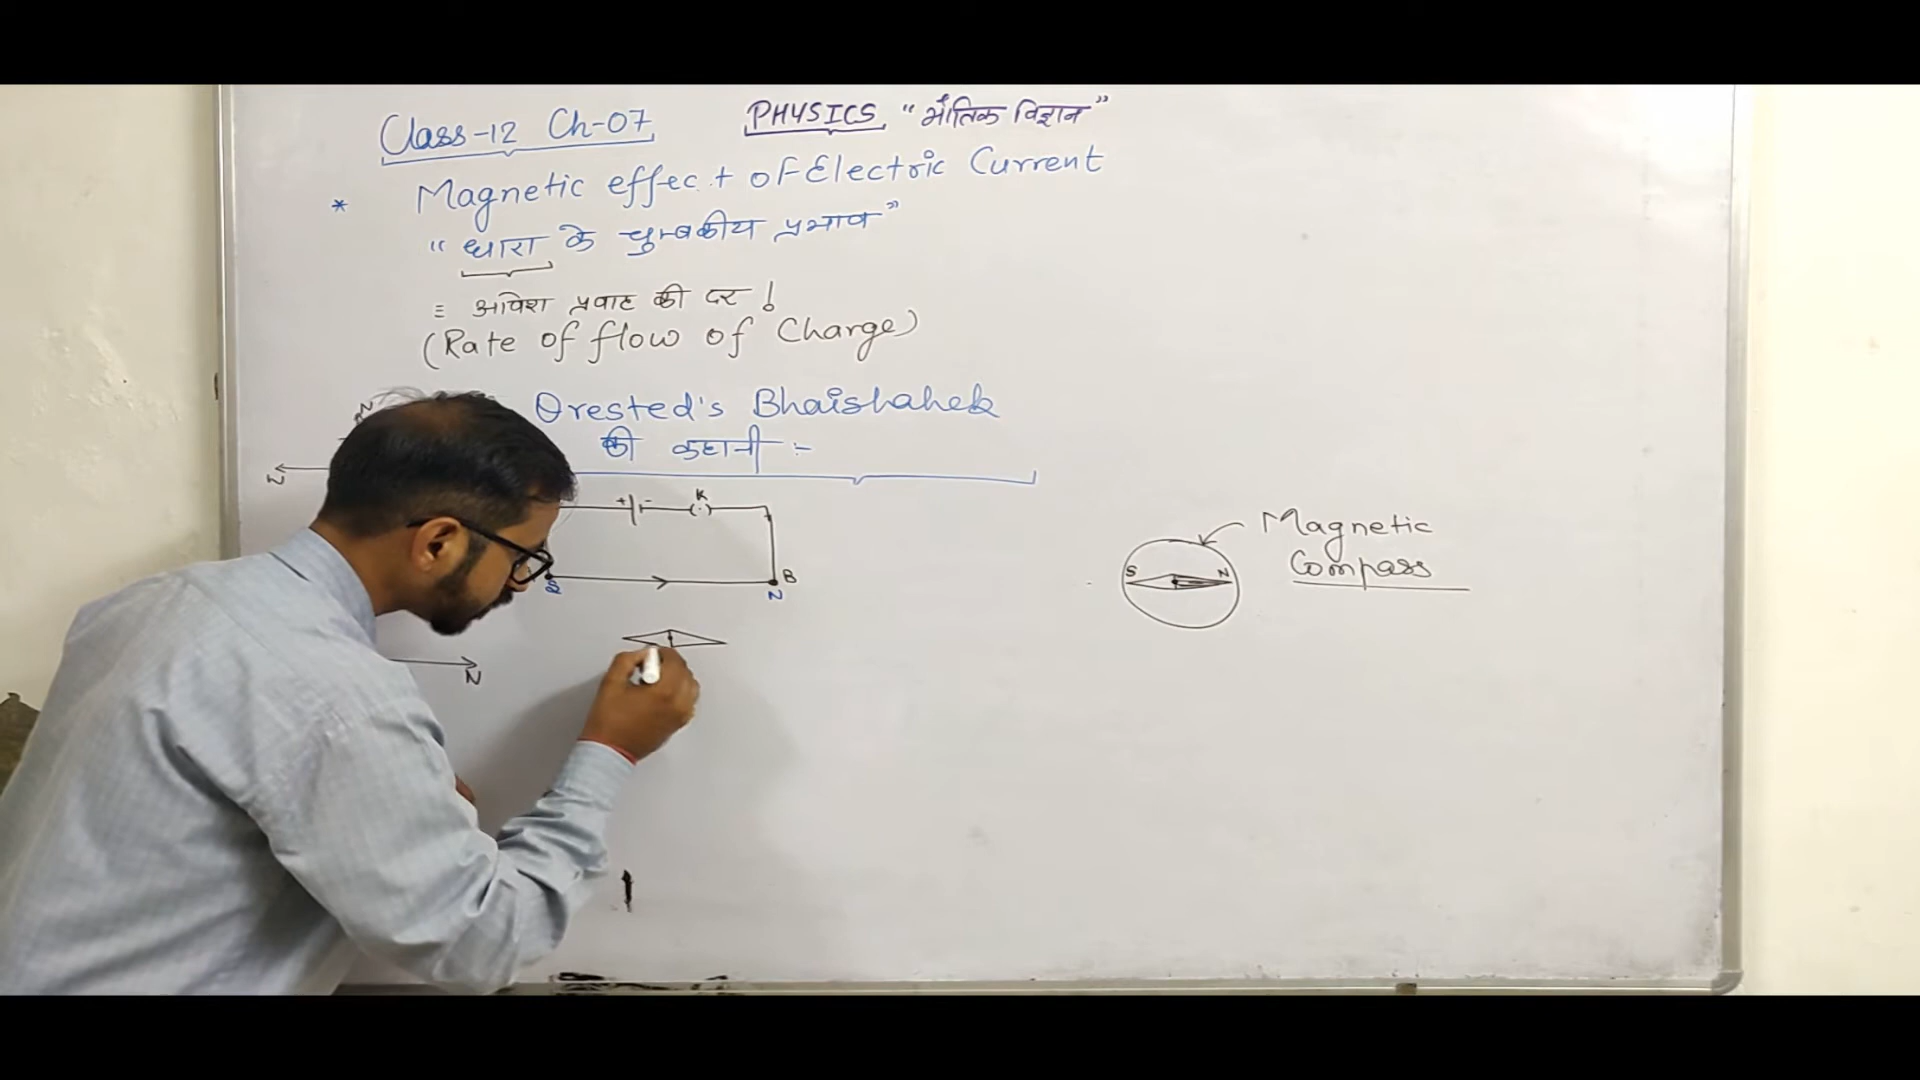 Class-12 Ch-07 PHYSICS "भौतिक विज्ञान"
* Magnetic effect of Electric Current
"धारा के चुम्बकीय प्रभाव"
= आवेश प्रवाह की दर !
(Rate of flow of Charge)
Orested's Bhaishaheb
की कहानी :-
N
W
+ - K
S B
N
N
Magnetic
Compass
S N